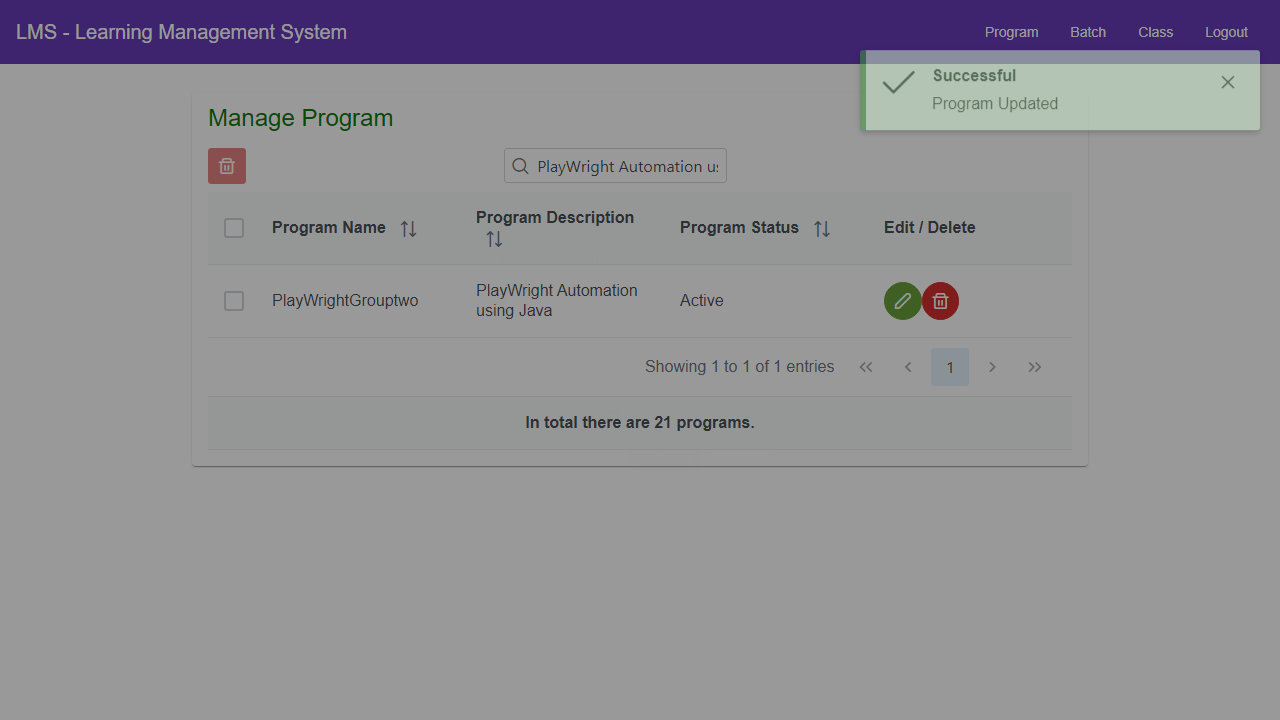 LMS - Learning Management System
Program Batch Class Logout
Successful
Program Updated
Manage Program
PlayWright Automation us
Program Name Program Description Program Status Edit / Delete
PlayWrightGrouptwo PlayWright Automation Active
using Java
Showing 1 to 1 of 1 entries 1
In total there are 21 programs.